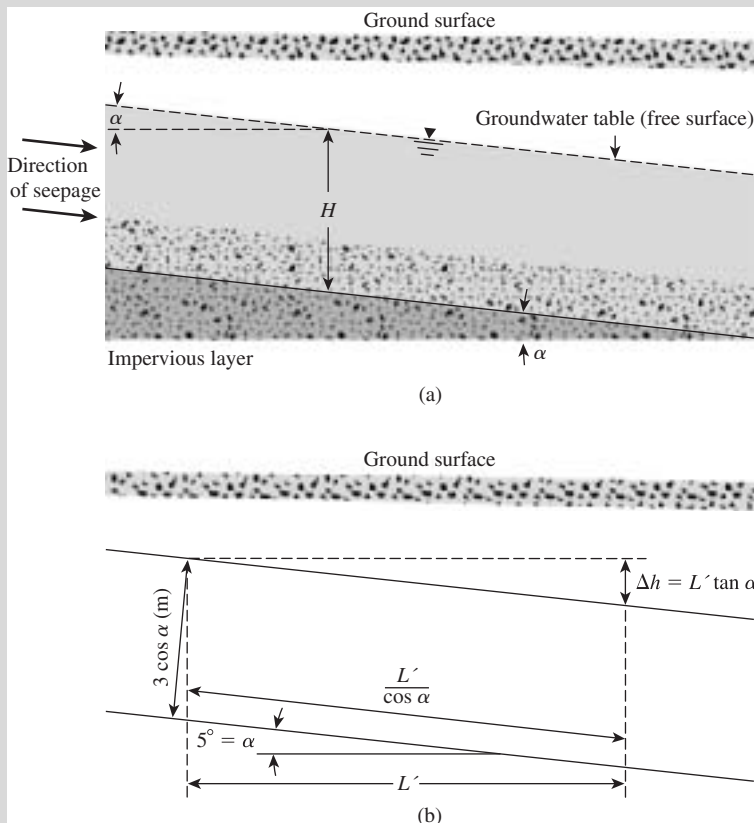 Ground surface
α
Groundwater table (free surface)
Direction
of seepage
H
Impervious layer
α
(a)
Ground surface
Δh = L′ tan α
3 cos α (m)
L′
cos α
5° = α
L′
(b)